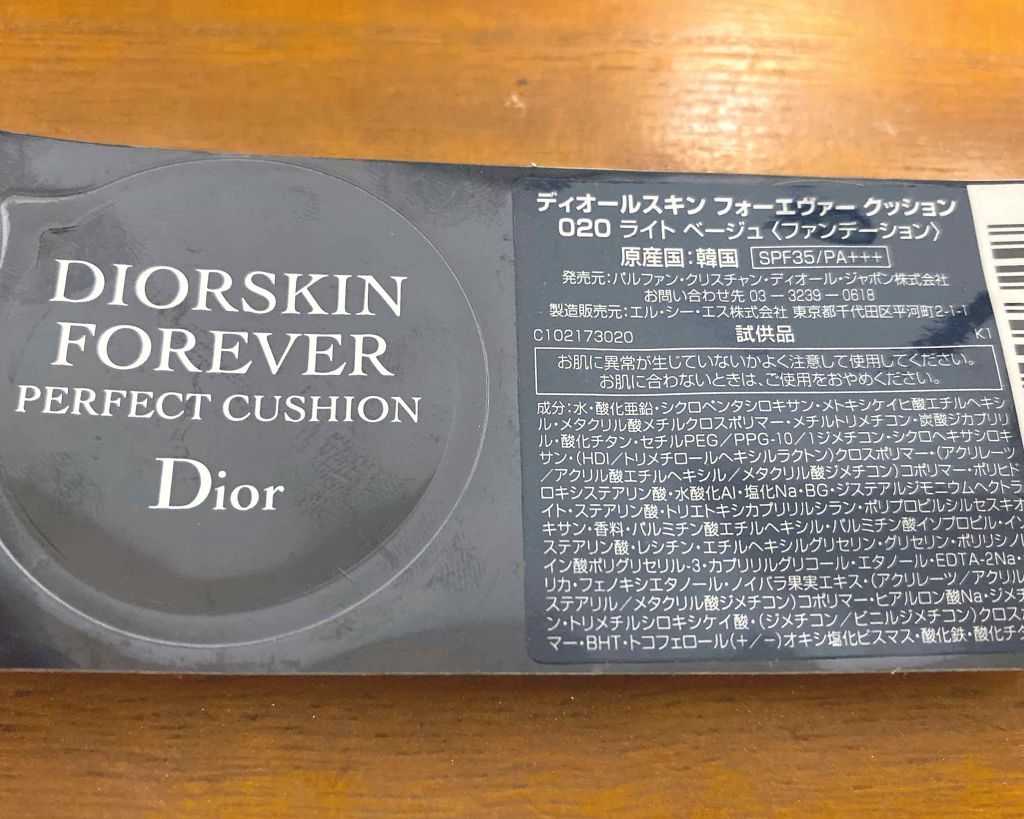 DIORSKIN
FOREVER
PERFECT CUSHION
Dior
ディオールスキン フォーエヴァー クッション
020 ライト ベージュ〈ファンデーション〉
原産国:韓国 SPF35/PA+++
発売元:パルファン・クリスチャン・ディオール・ジャポン株式会社
お問い合わせ先 03－3239－0618
製造販売元:エル・シー・エス株式会社 東京都千代田区平河町2-1-1
C102173020 試供品 K1
お肌に異常が生じていないかよく注意して使用してください。
お肌に合わないときは、ご使用をおやめください。
成分:水・酸化亜鉛・シクロペンタシロキサン・メトキシケイヒ酸エチルヘキシ
ル・メタクリル酸メチルクロスポリマー・メチルトリメチコン・炭酸ジカプリリ
ル・酸化チタン・セチルPEG/PPG-10/1ジメチコン・シクロヘキサシロキ
サン・(HDI/トリメチロールヘキシルラクトン)クロスポリマー・(アクリレーツ
/アクリル酸エチルヘキシル/メタクリル酸ジメチコン)コポリマー・ポリヒド
ロキシステアリン酸・水酸化Al・塩化Na・BG・ジステアルジモニウムヘクトラ
イト・ステアリン酸・トリエトキシカプリリルシラン・ポリプロピルシルセスキオ
キサン・香料・パルミチン酸エチルヘキシル・パルミチン酸イソプロピル・イソ
ステアリン酸・レシチン・エチルヘキシルグリセリン・グリセリン・ポリリシノレ
イン酸ポリグリセリル-3・カプリリルグリコール・エタノール・EDTA-2Na・
リカ・フェノキシエタノール・ノイバラ果実エキス・(アクリレーツ/アクリル
ステアリル/メタクリル酸ジメチコン)コポリマー・ヒアルロン酸Na・ジメチ
ン・トリメチルシロキシケイ酸・(ジメチコン/ビニルジメチコン)クロス
マー・BHT・トコフェロール(+/−)オキシ塩化ビスマス・酸化鉄・酸化チタ